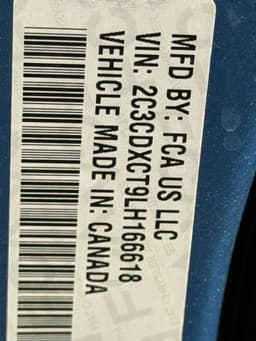 MFD BY: FCA US LLC
VIN: 2C3CDXCT9LH166618
VEHICLE MADE IN: CANADA